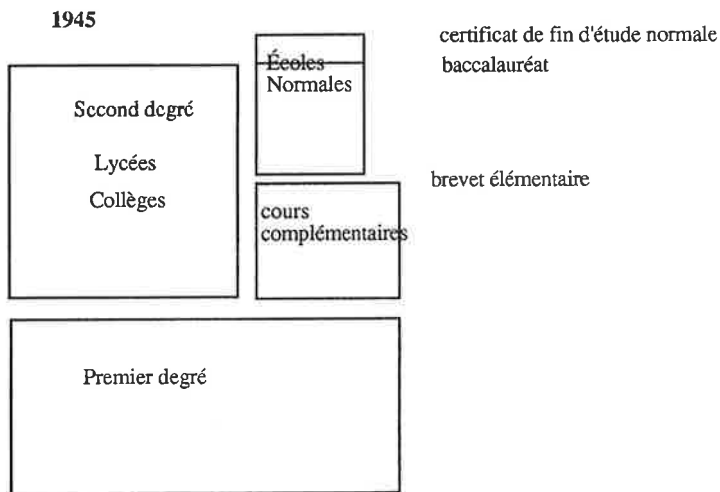 1945
certificat de fin d'étude normale
Écoles
Normales
baccalauréat
Second degré
Lycées
Collèges
brevet élémentaire
cours
complémentaires
Premier degré